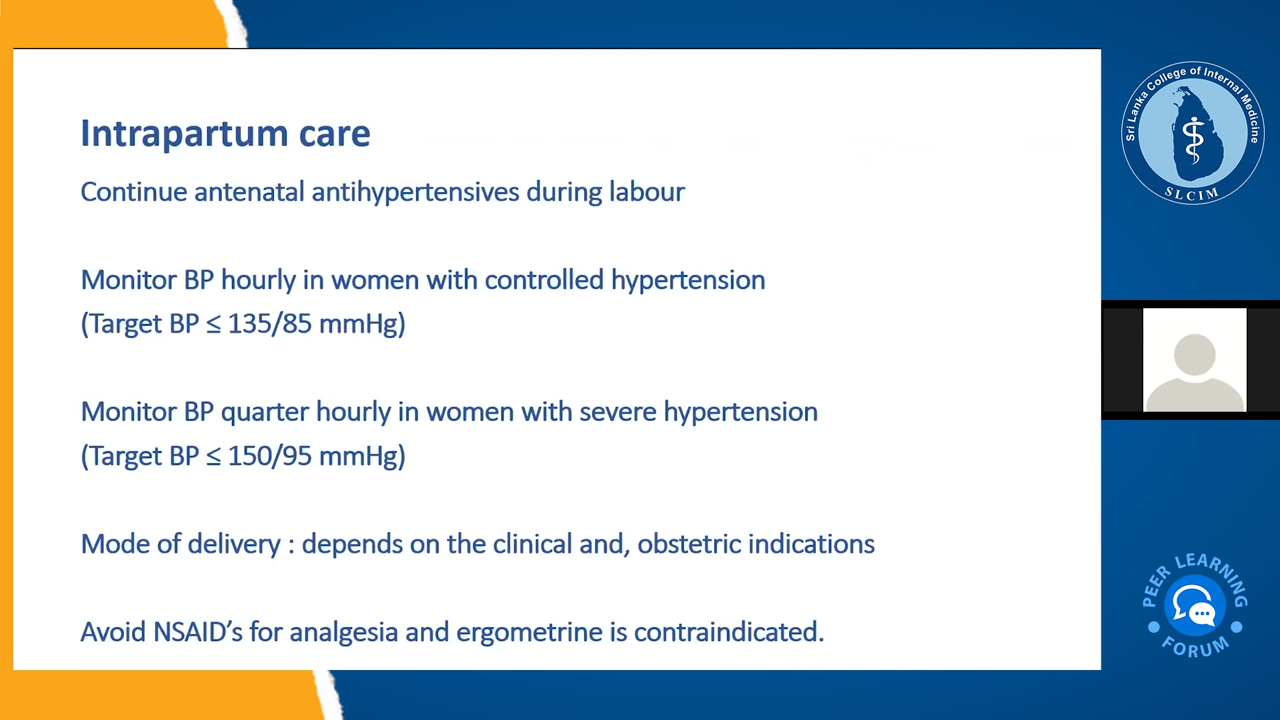 Intrapartum care
Continue antenatal antihypertensives during labour
Monitor BP hourly in women with controlled hypertension
(Target BP ≤ 135/85 mmHg)
Monitor BP quarter hourly in women with severe hypertension
(Target BP ≤ 150/95 mmHg)
Mode of delivery : depends on the clinical and, obstetric indications
Avoid NSAID’s for analgesia and ergometrine is contraindicated.
Sri Lanka College of Internal Medicine
SLCIM
PEER LEARNING
FORUM